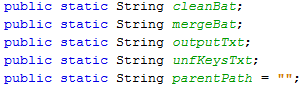 public static String cleanBat;
public static String mergeBat;
public static String outputTxt;
public static String unfKeysTxt;
public static String parentPath = "";